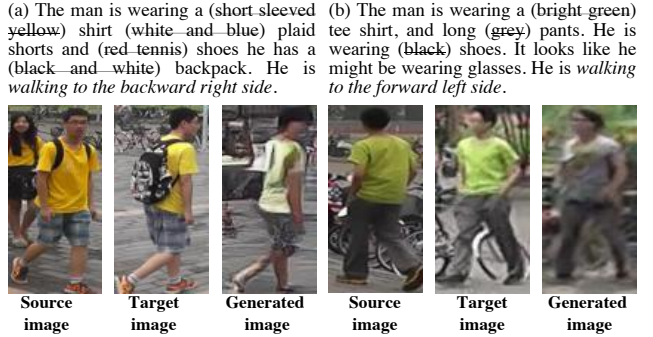 (a) The man is wearing a (short sleeved
yellow) shirt (white and blue) plaid
shorts and (red tennis) shoes he has a
(black and white) backpack. He is
walking to the backward right side.
(b) The man is wearing a (bright green)
tee shirt, and long (grey) pants. He is
wearing (black) shoes. It looks like he
might be wearing glasses. He is walking
to the forward left side.
Source
image
Target
image
Generated
image
Source
image
Target
image
Generated
image